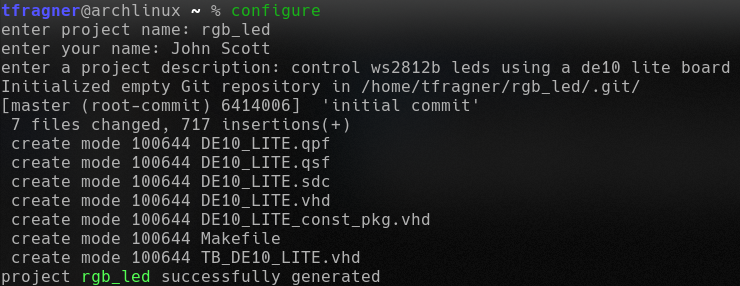 tfragner@archlinux ~ % configure
enter project name: rgb_led
enter your name: John Scott
enter a project description: control ws2812b leds using a de10 lite board
Initialized empty Git repository in /home/tfragner/rgb_led/.git/
[master (root-commit) 6414006]  'initial commit'
 7 files changed, 717 insertions(+)
 create mode 100644 DE10_LITE.qpf
 create mode 100644 DE10_LITE.qsf
 create mode 100644 DE10_LITE.sdc
 create mode 100644 DE10_LITE.vhd
 create mode 100644 DE10_LITE_const_pkg.vhd
 create mode 100644 Makefile
 create mode 100644 TB_DE10_LITE.vhd
project rgb_led successfully generated